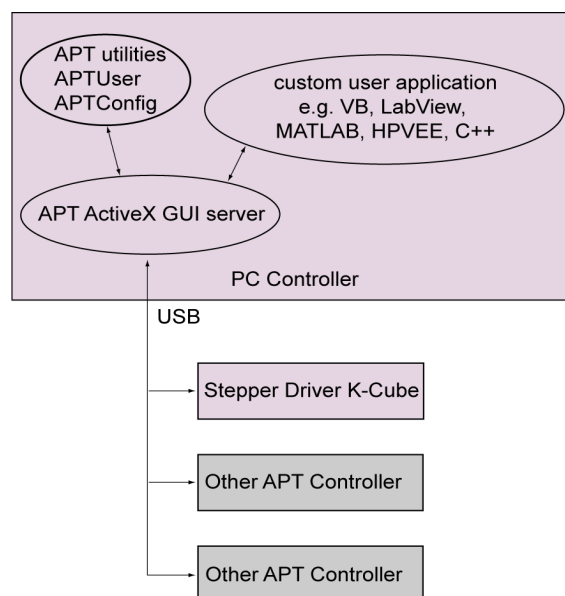 APT utilities
APTUser
APTConfig
custom user application
e.g. VB, LabView,
MATLAB, HPVEE, C++
APT ActiveX GUI server
PC Controller
USB
Stepper Driver K-Cube
Other APT Controller
Other APT Controller